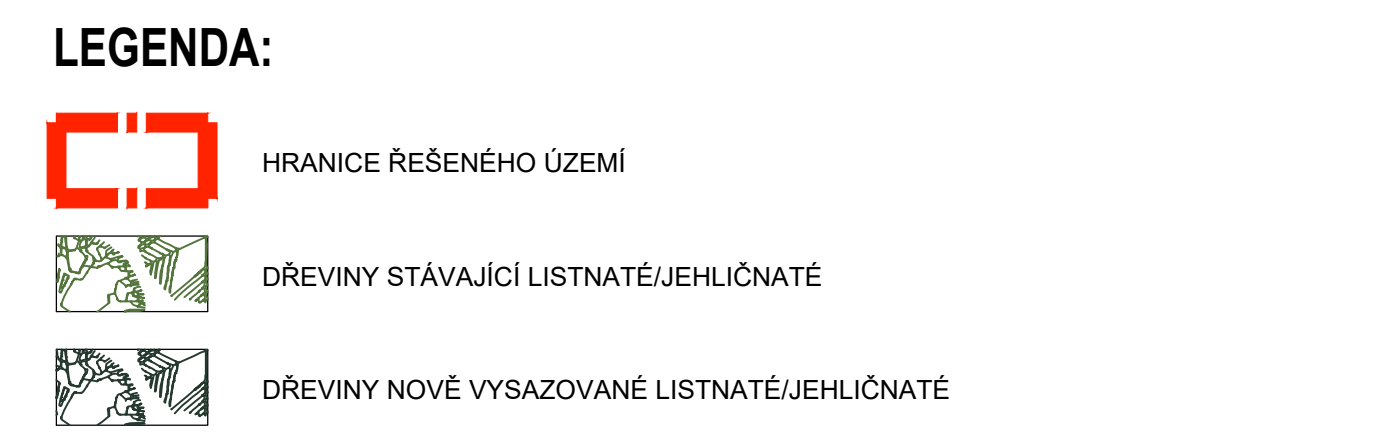 LEGENDA:
HRANICE ŘEŠENÉHO ÚZEMÍ
DŘEVINY STÁVAJÍCÍ LISTNATÉ/JEHLIČNATÉ
DŘEVINY NOVĚ VYSAZOVANÉ LISTNATÉ/JEHLIČNATÉ